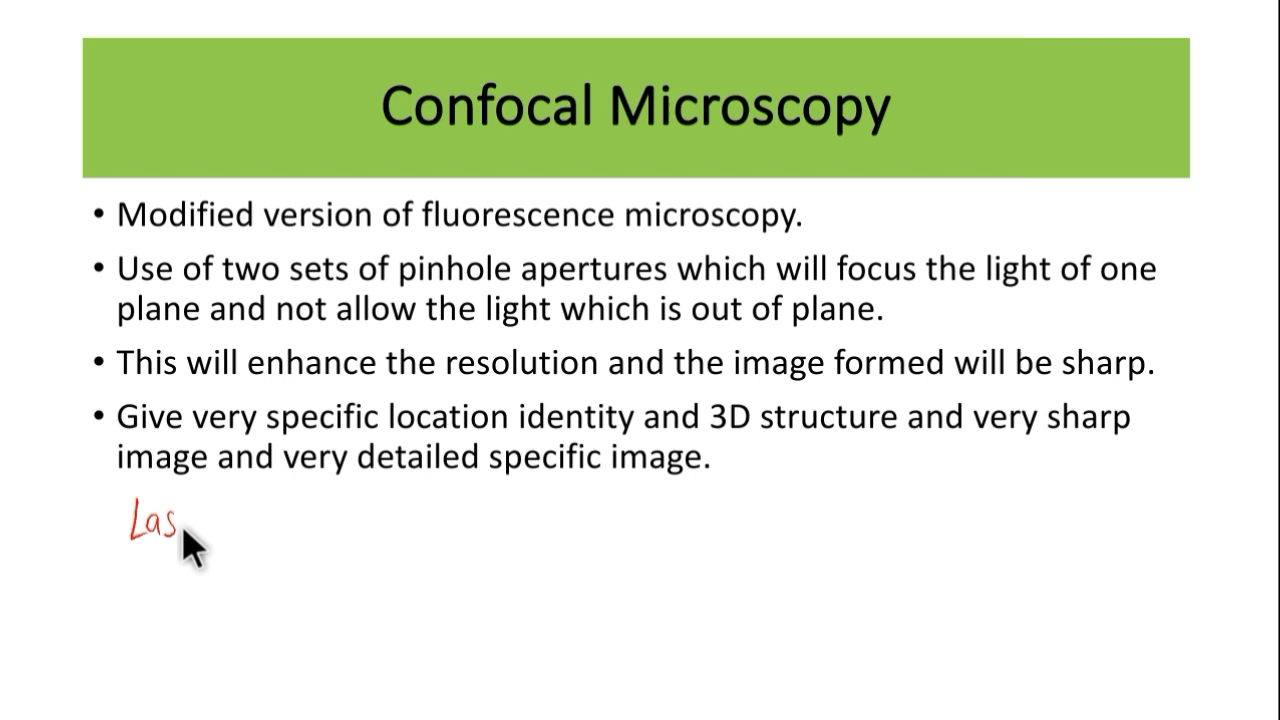 Confocal Microscopy
• Modified version of fluorescence microscopy.
• Use of two sets of pinhole apertures which will focus the light of one
plane and not allow the light which is out of plane.
• This will enhance the resolution and the image formed will be sharp.
• Give very specific location identity and 3D structure and very sharp
image and very detailed specific image.
Las